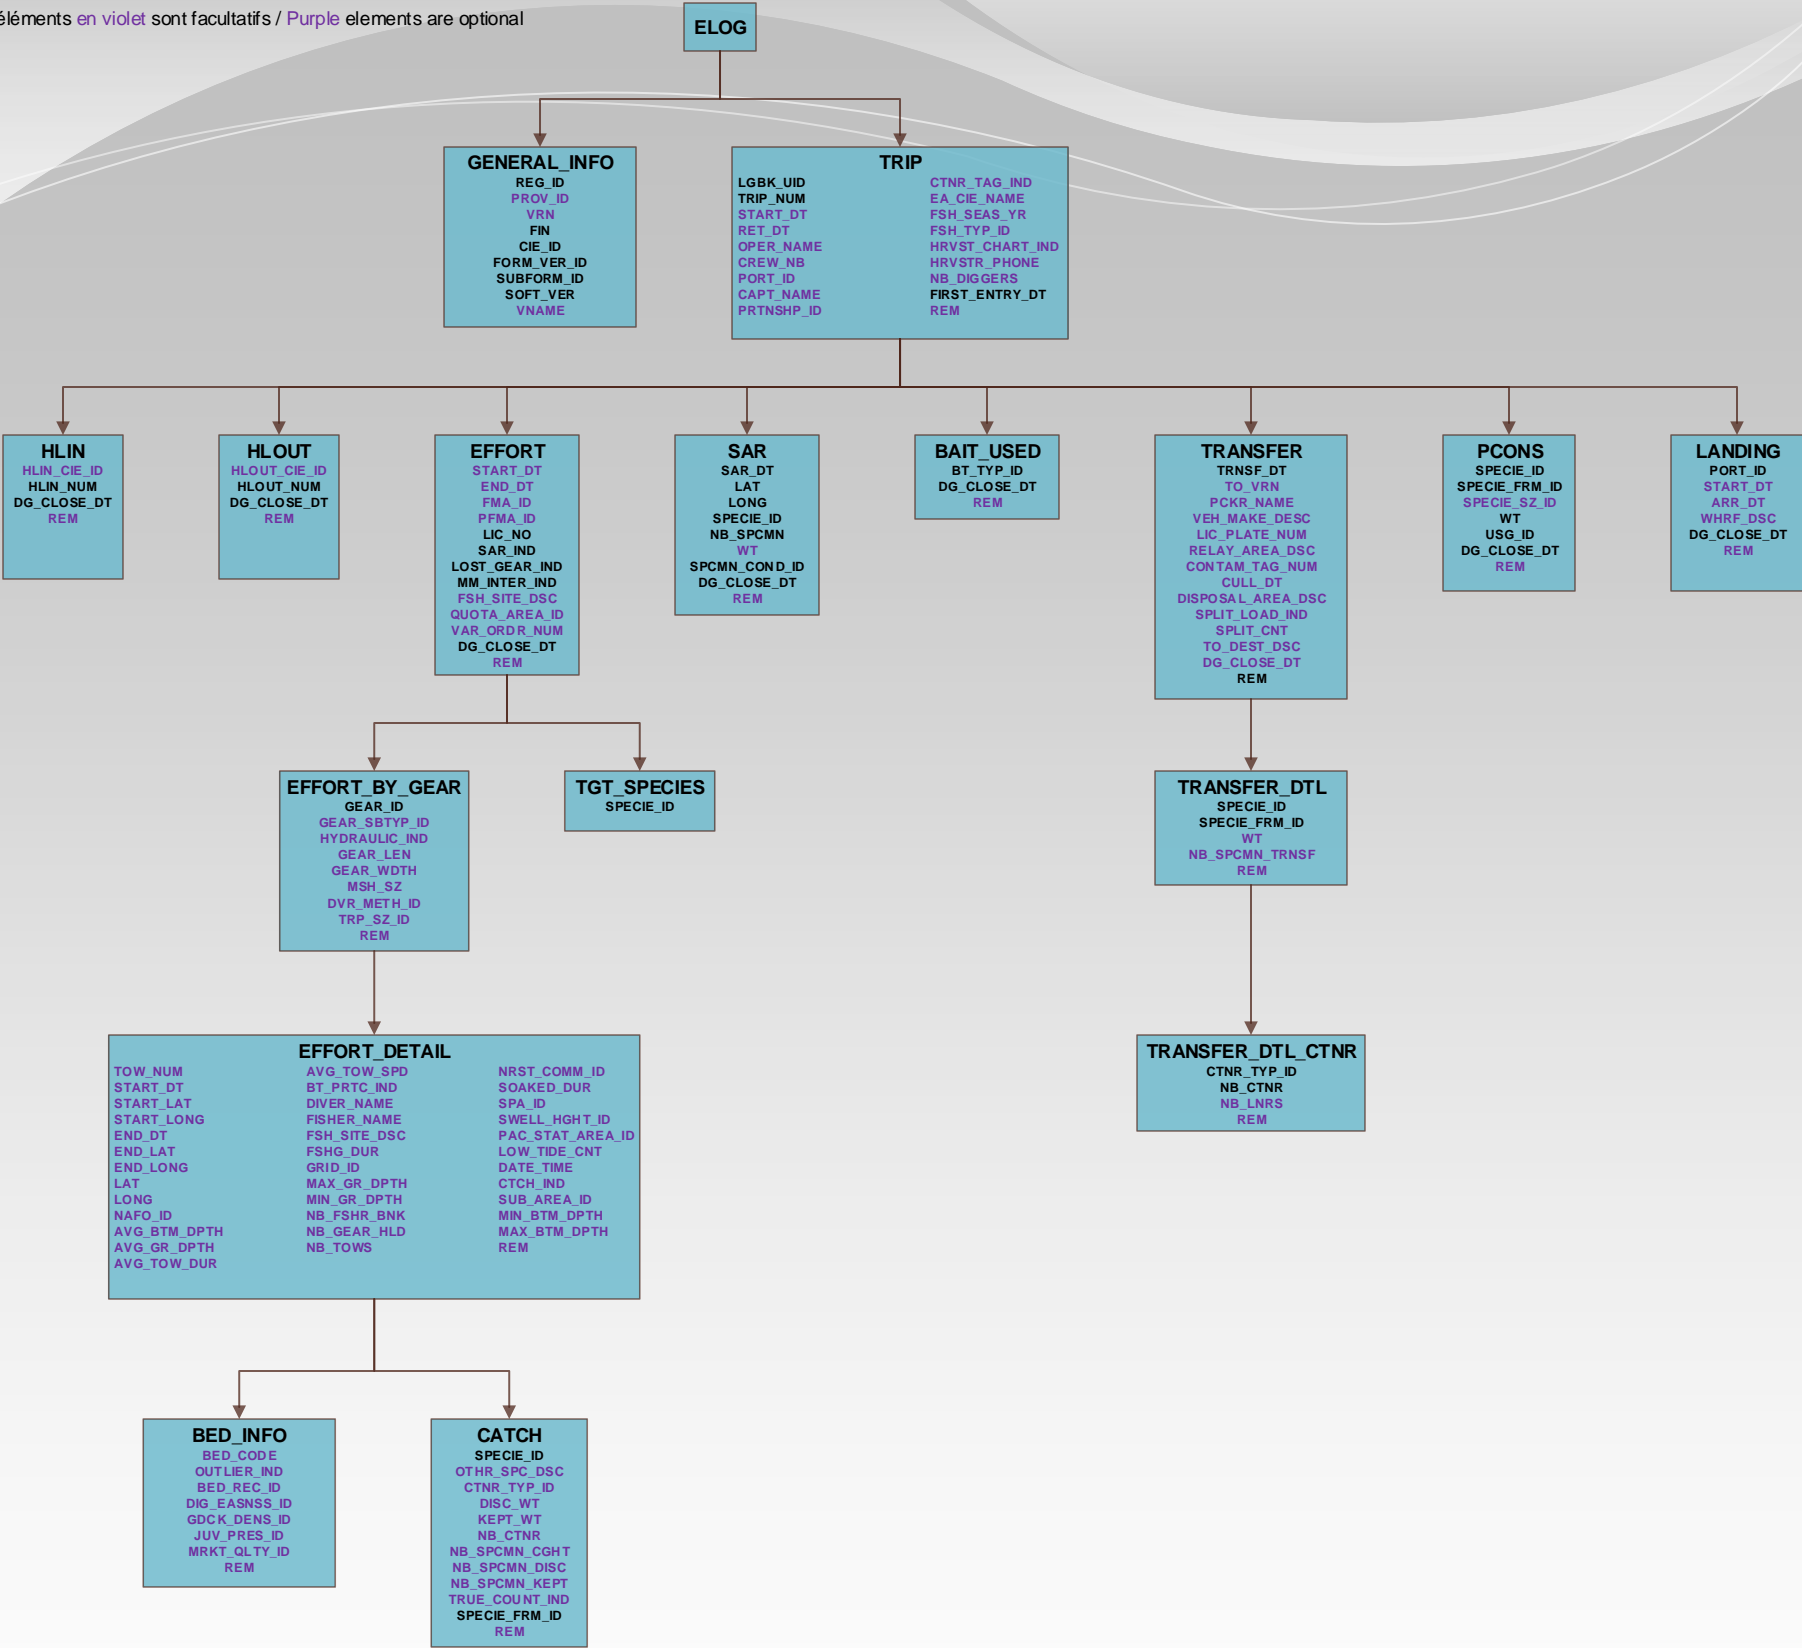 éléments en violet sont facultatifs / Purple elements are optional
ELOG
GENERAL_INFO
REG_ID
PROV_ID
VRN
FIN
CIE_ID
FORM_VER_ID
SUBFORM_ID
SOFT_VER
VNAME
TRIP
LGBK_UID
TRIP_NUM
START_DT
RET_DT
OPER_NAME
CREW_NB
PORT_ID
CAPT_NAME
PRTNSHP_ID
CTNR_TAG_IND
EA_CIE_NAME
FSH_SEAS_YR
FSH_TYP_ID
HRVST_CHART_IND
HRVSTR_PHONE
NB_DIGGERS
FIRST_ENTRY_DT
REM
HLIN
HLIN_CIE_ID
HLIN_NUM
DG_CLOSE_DT
REM
HLOUT
HLOUT_CIE_ID
HLOUT_NUM
DG_CLOSE_DT
REM
EFFORT
START_DT
END_DT
FMA_ID
PFMA_ID
LIC_NO
SAR_IND
LOST_GEAR_IND
MM_INTER_IND
FSH_SITE_DSC
QUOTA_AREA_ID
VAR_ORDR_NUM
DG_CLOSE_DT
REM
SAR
SAR_DT
LAT
LONG
SPECIE_ID
NB_SPCMN
WT
SPCMN_COND_ID
DG_CLOSE_DT
REM
BAIT_USED
BT_TYP_ID
DG_CLOSE_DT
REM
TRANSFER
TRNSF_DT
TO_VRN
PCKR_NAME
VEH_MAKE_DESC
LIC_PLATE_NUM
RELAY_AREA_DSC
CONTAM_TAG_NUM
CULL_DT
DISPOSAL_AREA_DSC
SPLIT_LOAD_IND
SPLIT_CNT
TO_DEST_DSC
DG_CLOSE_DT
REM
PCONS
SPECIE_ID
SPECIE_FRM_ID
SPECIE_SZ_ID
WT
USG_ID
DG_CLOSE_DT
REM
LANDING
PORT_ID
START_DT
ARR_DT
WHRF_DSC
DG_CLOSE_DT
REM
EFFORT_BY_GEAR
GEAR_ID
GEAR_SBTYP_ID
HYDRAULIC_IND
GEAR_LEN
GEAR_WDTH
MSH_SZ
DVR_METH_ID
TRP_SZ_ID
REM
TGT_SPECIES
SPECIE_ID
TRANSFER_DTL
SPECIE_ID
SPECIE_FRM_ID
WT
NB_SPCMN_TRNSF
REM
EFFORT_DETAIL
TOW_NUM
START_DT
START_LAT
START_LONG
END_DT
END_LAT
END_LONG
LAT
LONG
NAFO_ID
AVG_BTM_DPTH
AVG_GR_DPTH
AVG_TOW_DUR
AVG_TOW_SPD
BT_PRTC_IND
DIVER_NAME
FISHER_NAME
FSH_SITE_DSC
FSHG_DUR
GRID_ID
MAX_GR_DPTH
MIN_GR_DPTH
NB_FSHR_BNK
NB_GEAR_HLD
NB_TOWS
NRST_COMM_ID
SOAKED_DUR
SPA_ID
SWELL_HGHT_ID
PAC_STAT_AREA_ID
LOW_TIDE_CNT
DATE_TIME
CTCH_IND
SUB_AREA_ID
MIN_BTM_DPTH
MAX_BTM_DPTH
REM
TRANSFER_DTL_CTNR
CTNR_TYP_ID
NB_CTNR
NB_LNRS
REM
BED_INFO
BED_CODE
OUTLIER_IND
BED_REC_ID
DIG_EASNSS_ID
GDCK_DENS_ID
JUV_PRES_ID
MRKT_QLTY_ID
REM
CATCH
SPECIE_ID
OTHR_SPC_DSC
CTNR_TYP_ID
DISC_WT
KEPT_WT
NB_CTNR
NB_SPCMN_CGHT
NB_SPCMN_DISC
NB_SPCMN_KEPT
TRUE_COUNT_IND
SPECIE_FRM_ID
REM